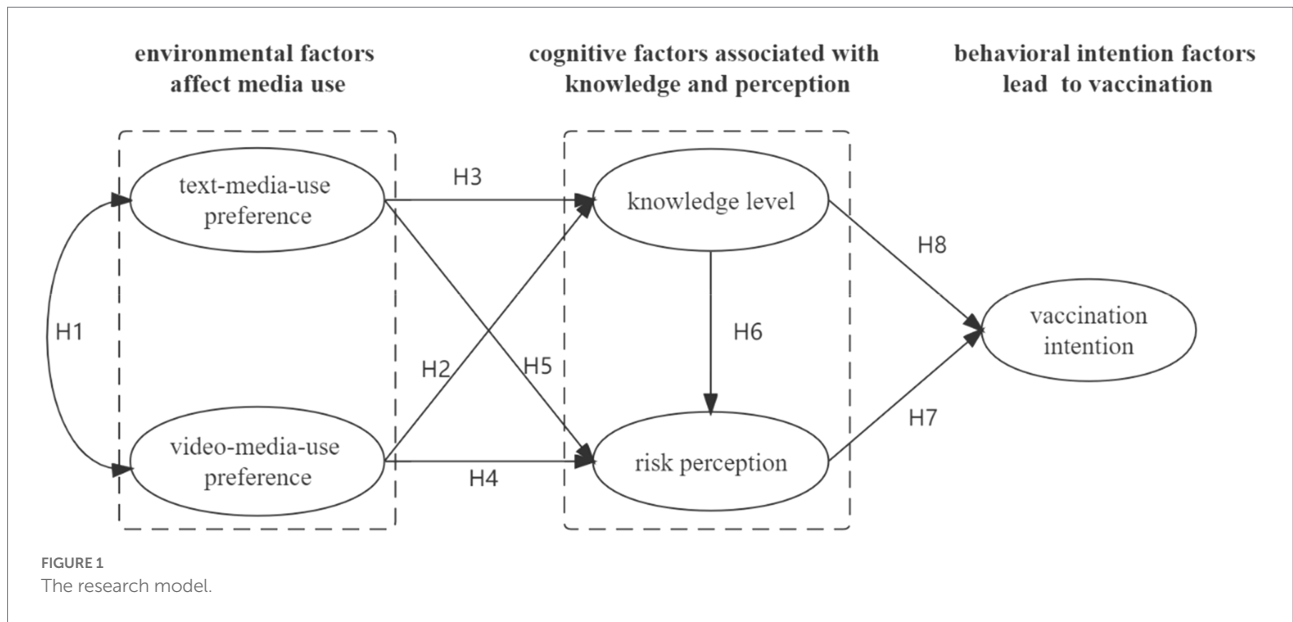 environmental factors
affect media use
cognitive factors associated with
knowledge and perception
behavioral intention factors
lead to vaccination
text-media-use
preference
H3
knowledge level
H8
H1
H2
H5
H6
vaccination
intention
video-media-use
preference
H4
risk perception
H7
FIGURE 1
The research model.